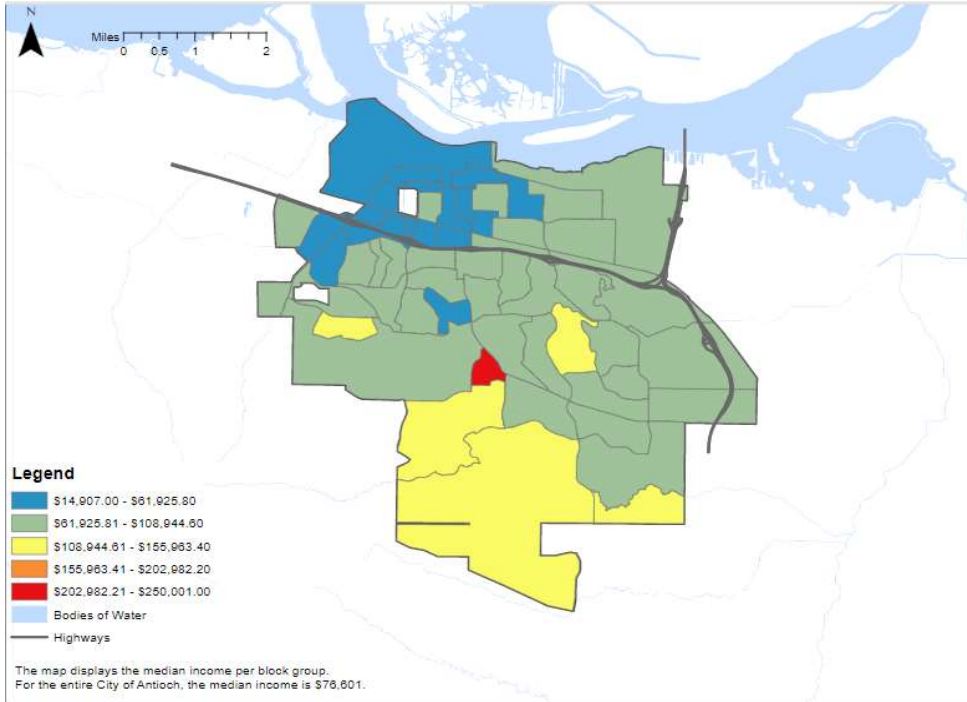 N
Miles
0 0.5 1 2
Legend
$14,907.00 - $61,925.80
$61,925.81 - $108,944.60
$108,944.61 - $155,963.40
$155,963.41 - $202,982.20
$202,982.21 - $250,001.00
Bodies of Water
Highways
The map displays the median income per block group.
For the entire City of Antioch, the median income is $76,601.